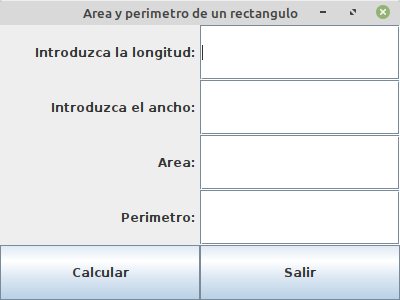 Area y perimetro de un rectangulo
Introduzca la longitud:
Introduzca el ancho:
Area:
Perimetro:
Calcular Salir